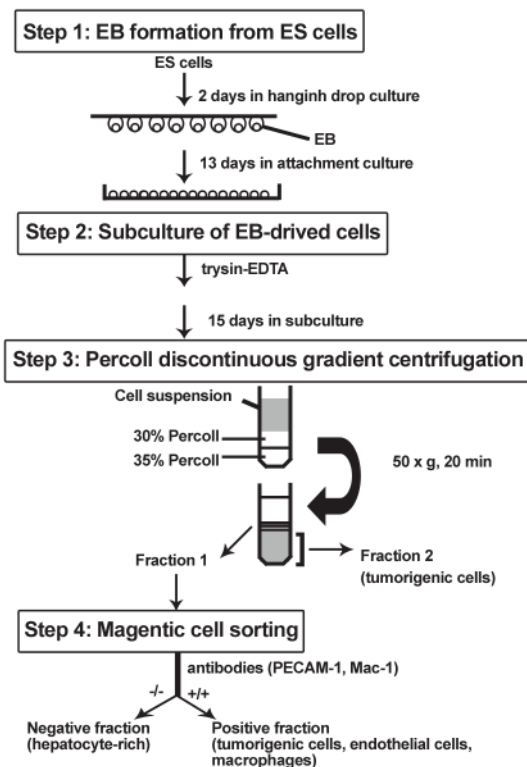 Step 1: EB formation from ES cells
ES cells
2 days in hanginh drop culture
EB
13 days in attachment culture
Step 2: Subculture of EB-drived cells
trysin-EDTA
15 days in subculture
Step 3: Percoll discontinuous gradient centrifugation
Cell suspension
30% Percoll
35% Percoll
50 x g, 20 min
Fraction 1
Fraction 2
(tumorigenic cells)
Step 4: Magentic cell sorting
antibodies (PECAM-1, Mac-1)
-/-
+/+
Negative fraction
(hepatocyte-rich)
Positive fraction
(tumorigenic cells, endothelial cells,
macrophages)